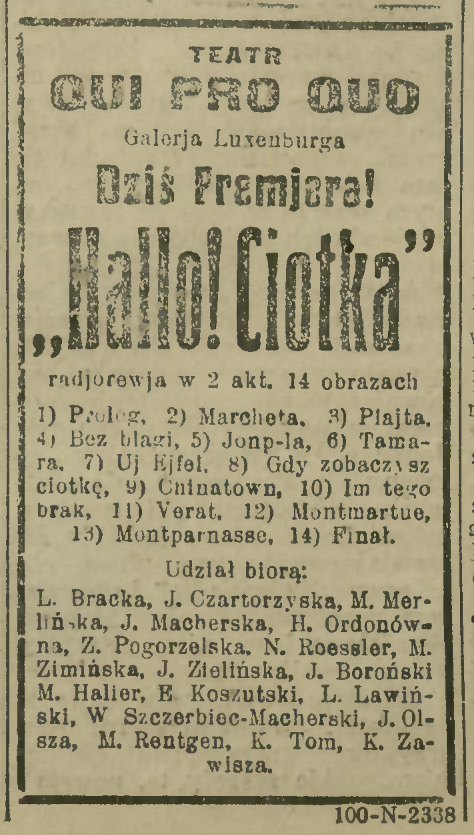 TEATR
QUI PRO QUO
Galerja Luxenburga
Dziś Premjera!
„Hallo! Ciotka”
radjorewja w 2 akt. 14 obrazach
1) Prolog, 2) Marcheta, 3) Plajta,
4) Bez blagi, 5) Jonp-la, 6) Tama-
ra, 7) Uj Ejfel, 8) Gdy zobaczysz
ciotkę, 9) Chinatown, 10) Im tego
brak, 11) Verat, 12) Montmartue,
13) Montparnasse, 14) Finał.
Udział biorą:
L. Bracka, J. Czartorzyska, M. Mer-
lińska, J. Macherska, H. Ordonów-
na, Z. Pogorzelska, N. Roessler, M.
Zimińska, J. Zielińska, J. Boroński
M. Halier, E Koszutski, L. Lawiń-
ski, W Szczerbiec-Macherski, J. Ol-
sza, M. Rentgen, K. Tom, K. Za-
wisza.
100-N-2338